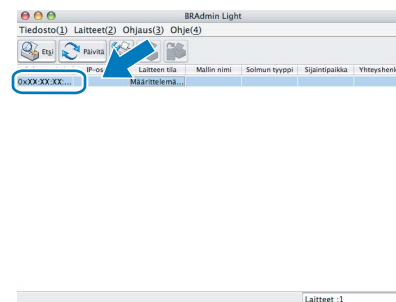 BRAdmin Light
Tiedosto(1) Laitteet(2) Ohjaus(3) Ohje(4)
Etsi Päivitä
IP-os Laitteen tila Mallin nimi Solmun tyyppi Sijaintipaikka Yhteyshenk
0xXX:XX:XX:... Määrittelemä...
Laitteet :1